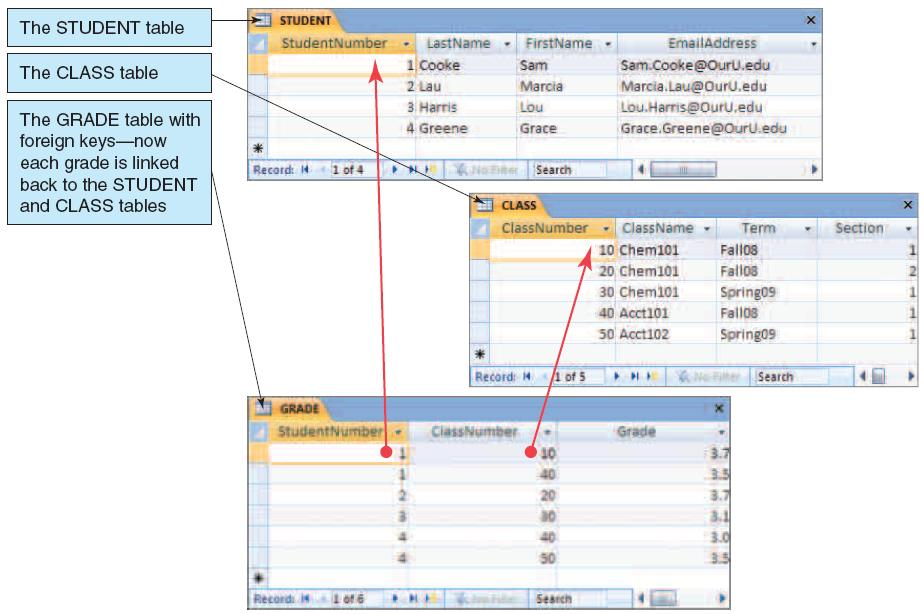 The STUDENT table
The CLASS table
The GRADE table with
foreign keys—now
each grade is linked
back to the STUDENT
and CLASS tables
STUDENT
StudentNumber LastName FirstName EmailAddress
1 Cooke Sam Sam.Cooke@OurU.edu
2 Lau Marcia Marcia.Lau@OurU.edu
3 Harris Lou Lou.Harris@OurU.edu
4 Greene Grace Grace.Greene@OurU.edu
Record: 1 of 4 No Filter Search
CLASS
ClassNumber ClassName Term Section
10 Chem101 Fall08 1
20 Chem101 Fall08 2
30 Chem101 Spring09 1
40 Acct101 Fall08 1
50 Acct102 Spring09 1
Record: 1 of 5 No Filter Search
GRADE
StudentNumber ClassNumber Grade
1 10 3.7
1 40 3.5
2 20 3.7
3 30 3.1
4 40 3.0
4 50 3.5
Record: 1 of 6 No Filter Search